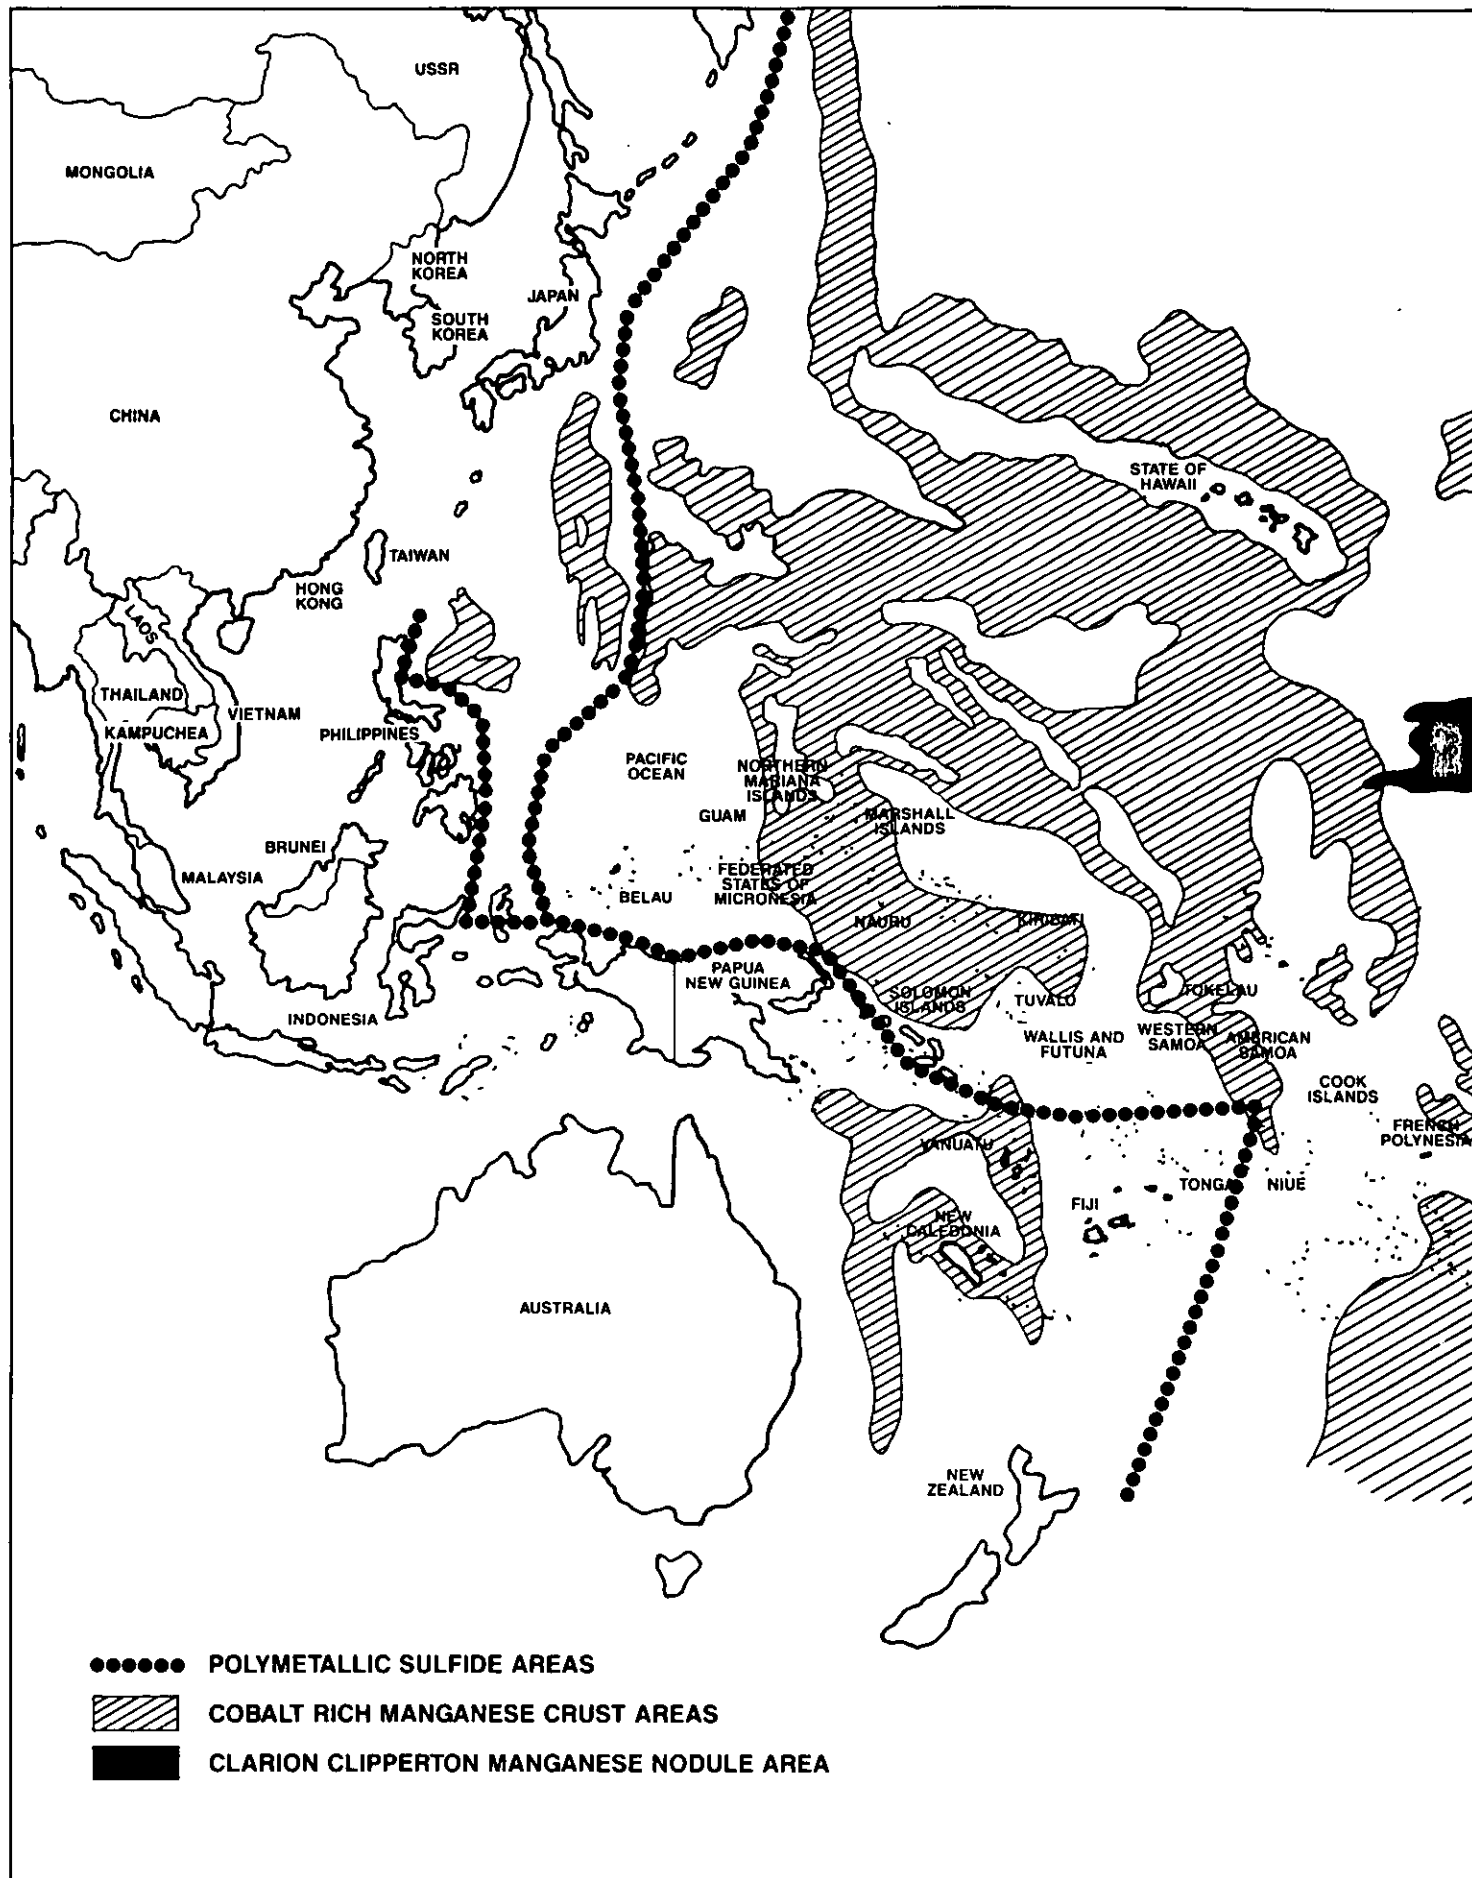 USSR
MONGOLIA
NORTH
KOREA
JAPAN
SOUTH
KOREA
CHINA
STATE OF
HAWAII
TAIWAN
HONG
KONG
LAOS
THAILAND
VIETNAM
KAMPUCHEA
PHILIPPINES
PACIFIC
OCEAN
NORTHERN
MARIANA
ISLANDS
GUAM
MARSHALL
ISLANDS
BRUNEI
MALAYSIA
FEDERATED
STATES OF
MICRONESIA
BELAU
NAURU
KIRIBATI
PAPUA
NEW GUINEA
SOLOMON
ISLANDS
TUVALU
TOKELAU
INDONESIA
WALLIS AND
FUTUNA
WESTERN
SAMOA
AMERICAN
SAMOA
COOK
ISLANDS
FRENCH
POLYNESIA
VANUATU
TONGA
NIUE
FIJI
NEW
CALEDONIA
AUSTRALIA
NEW
ZEALAND
POLYMETALLIC SULFIDE AREAS
COBALT RICH MANGANESE CRUST AREAS
CLARION CLIPPERTON MANGANESE NODULE AREA